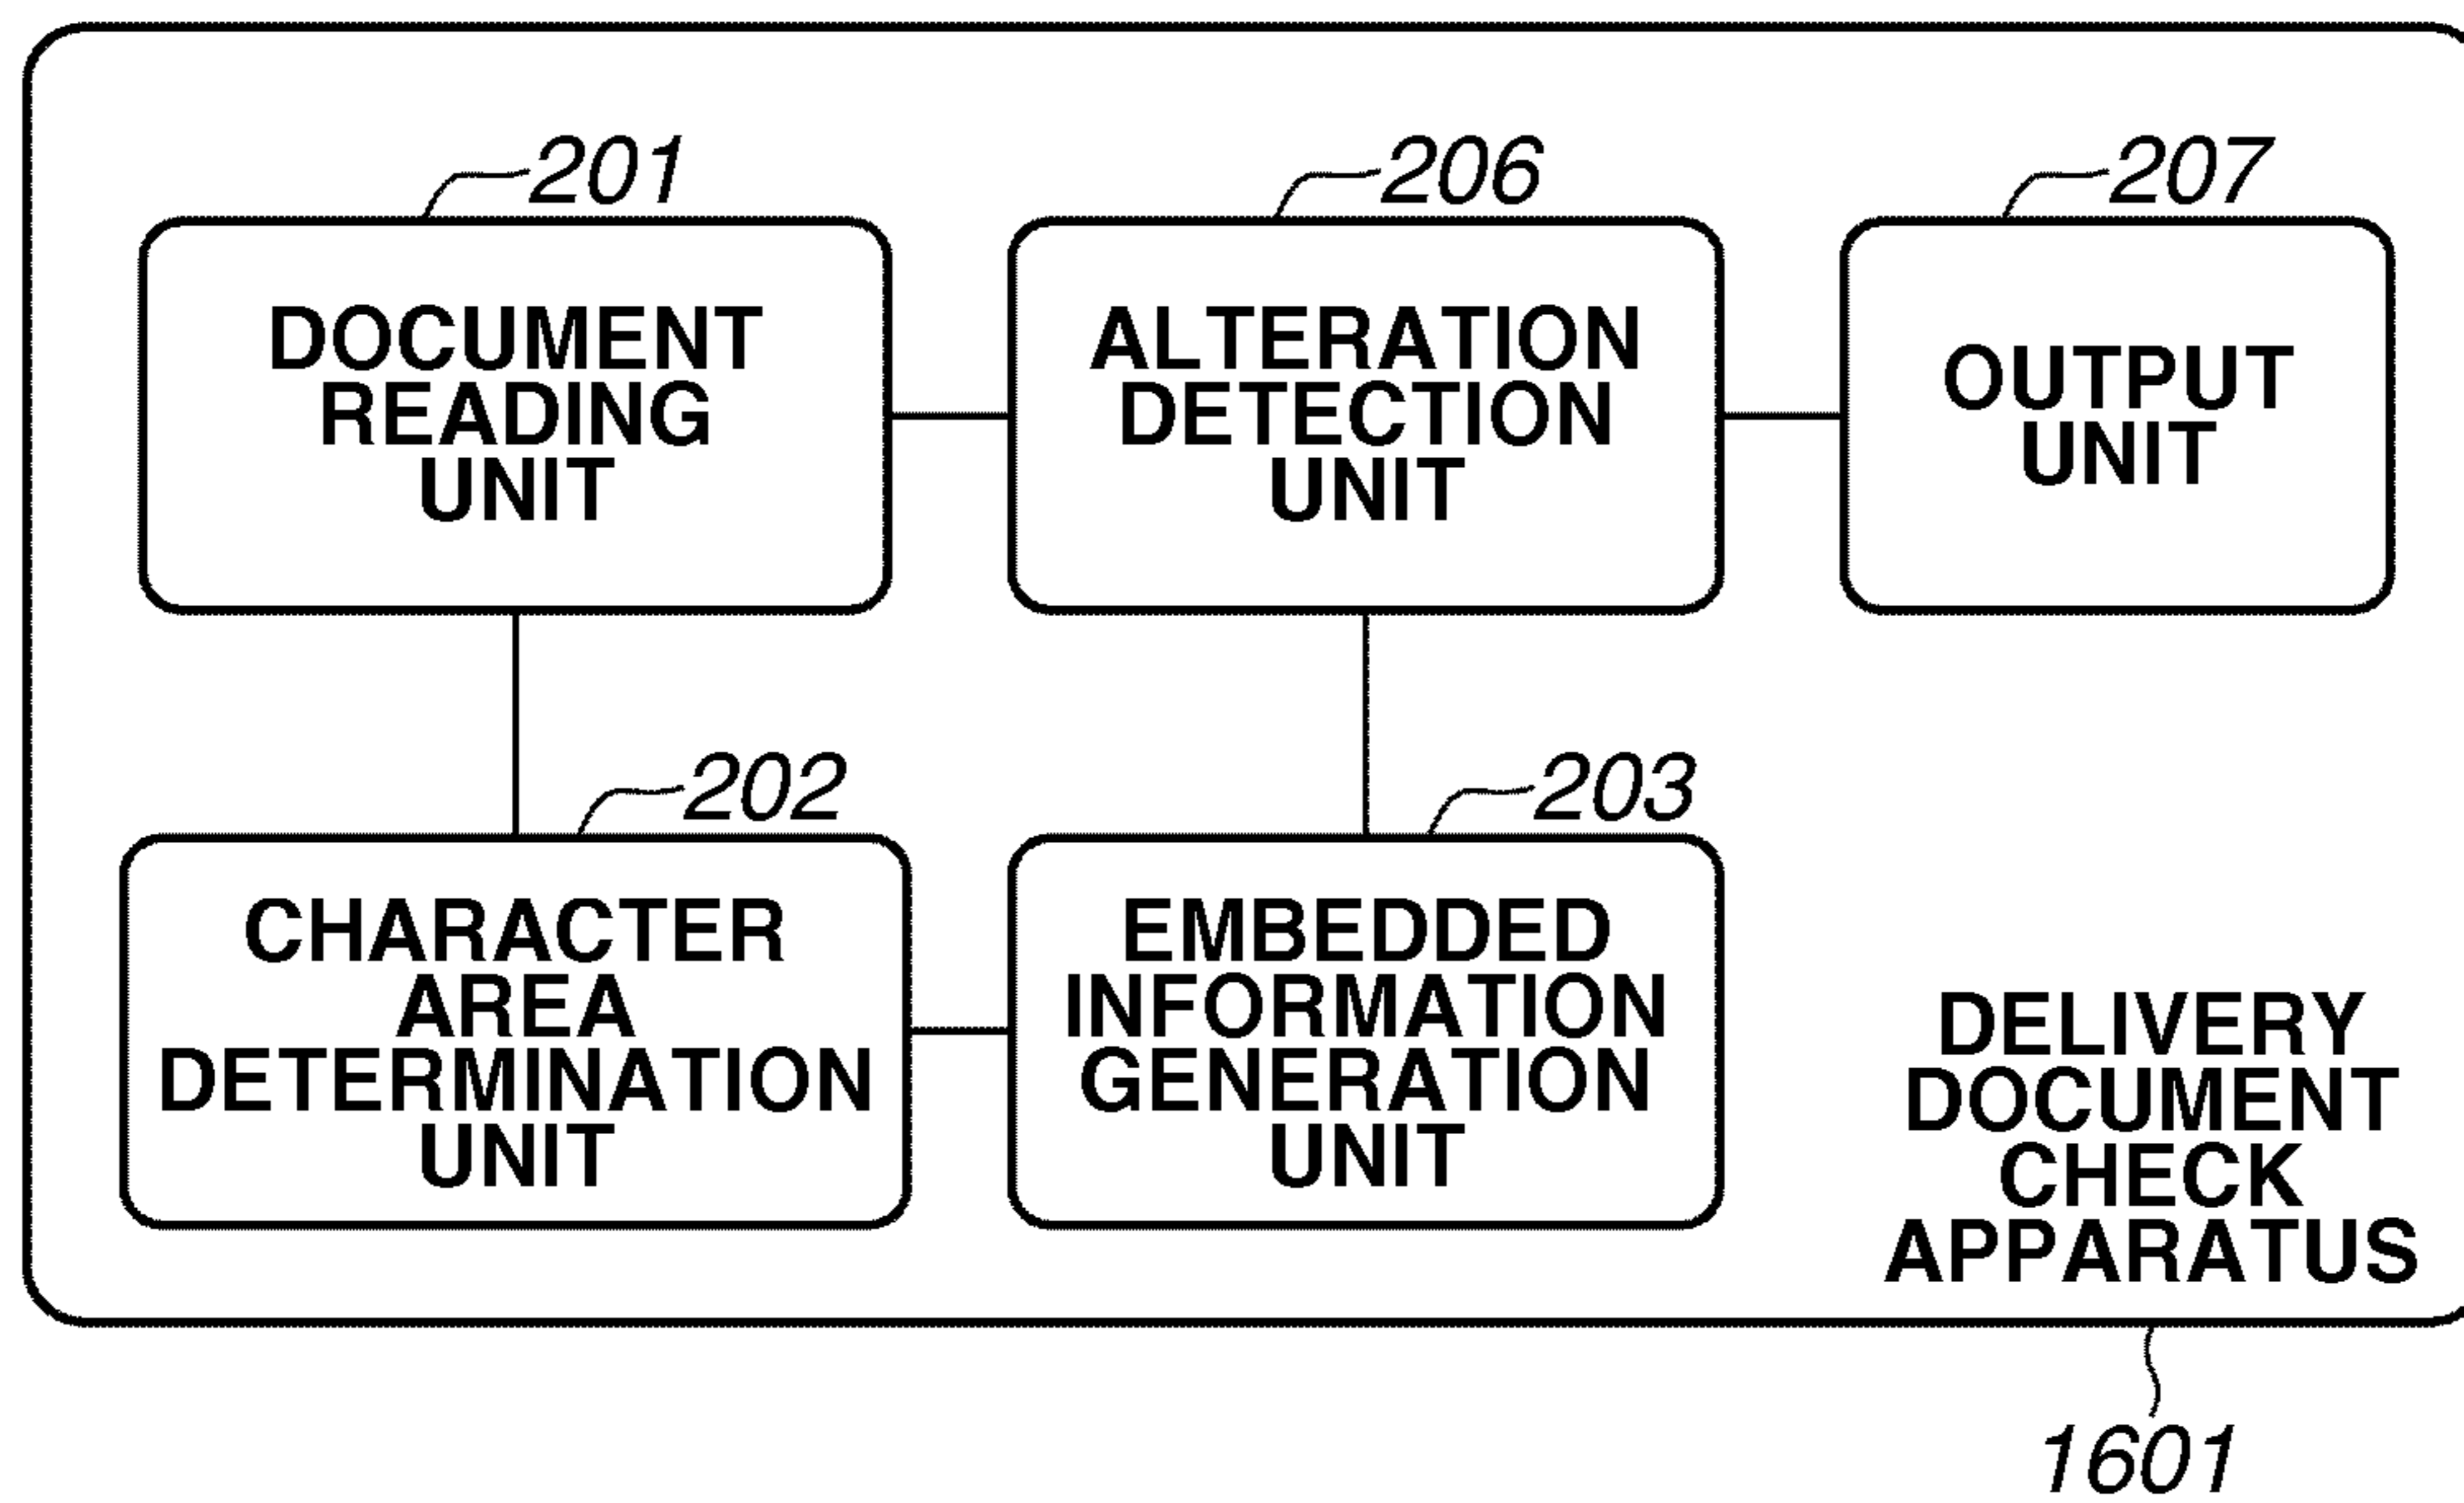 201
DOCUMENT
READING
UNIT
206
ALTERATION
DETECTION
UNIT
207
OUTPUT
UNIT
202
CHARACTER
AREA
DETERMINATION
UNIT
203
EMBEDDED
INFORMATION
GENERATION
UNIT
DELIVERY
DOCUMENT
CHECK
APPARATUS
1601